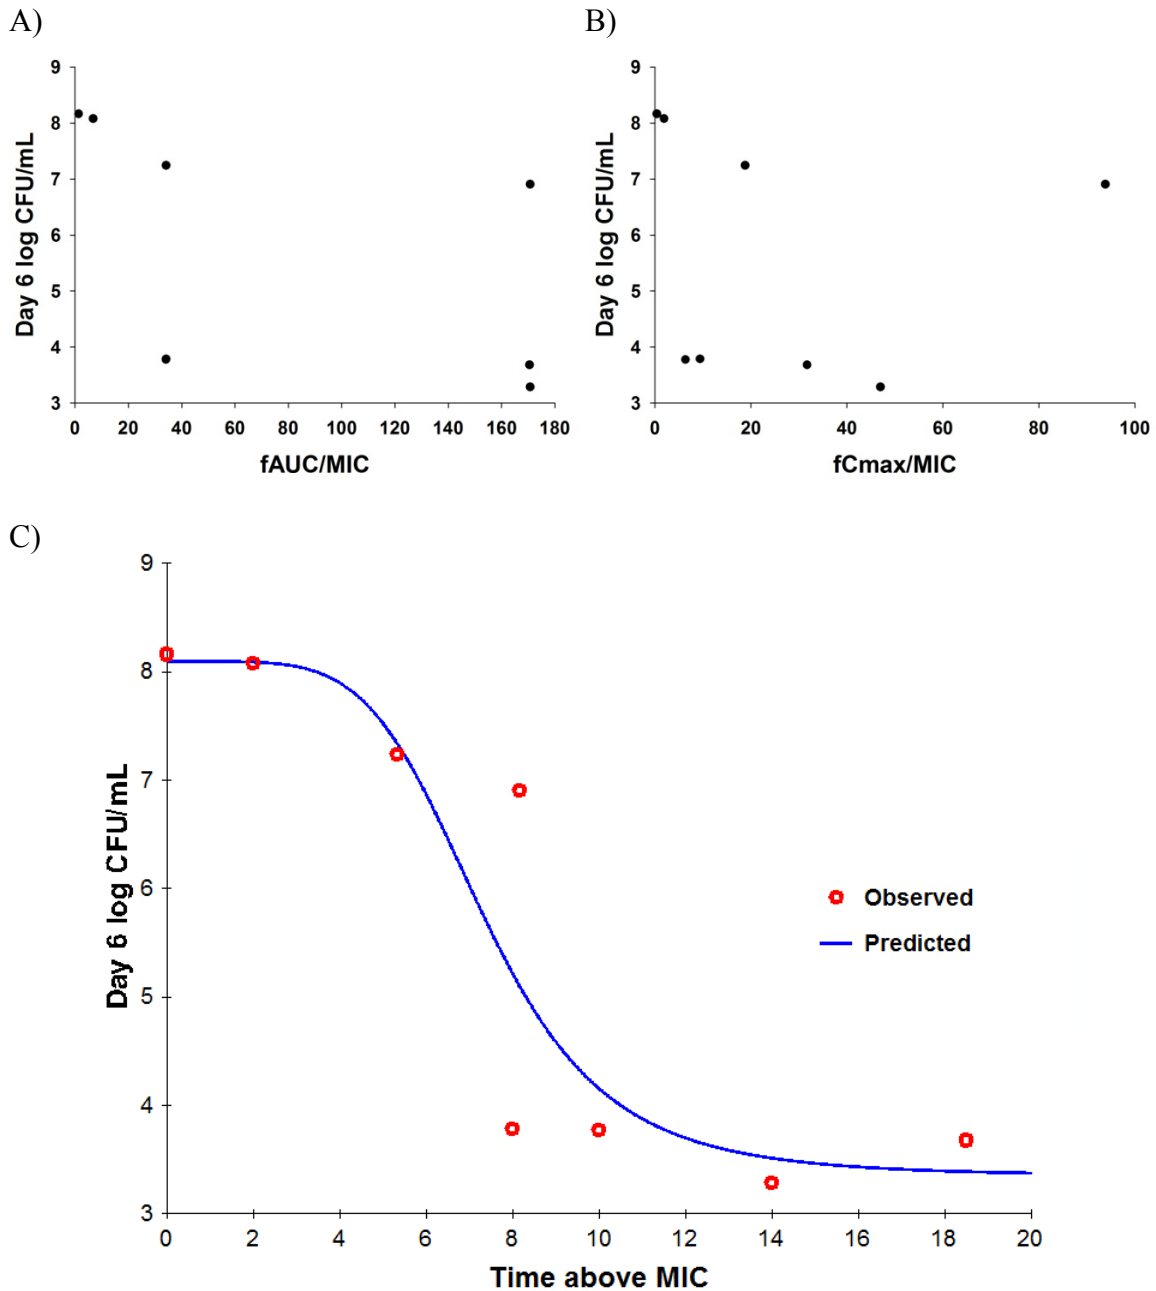 A)
B)
9
8
7
6
5
4
3
Day 6 log CFU/mL
0 20 40 60 80 100 120 140 160 180
fAUC/MIC
9
8
7
6
5
4
3
Day 6 log CFU/mL
0 20 40 60 80 100
fCmax/MIC
C)
9
8
7
6
5
4
3
Day 6 log CFU/mL
Observed
Predicted
0 2 4 6 8 10 12 14 16 18 20
Time above MIC